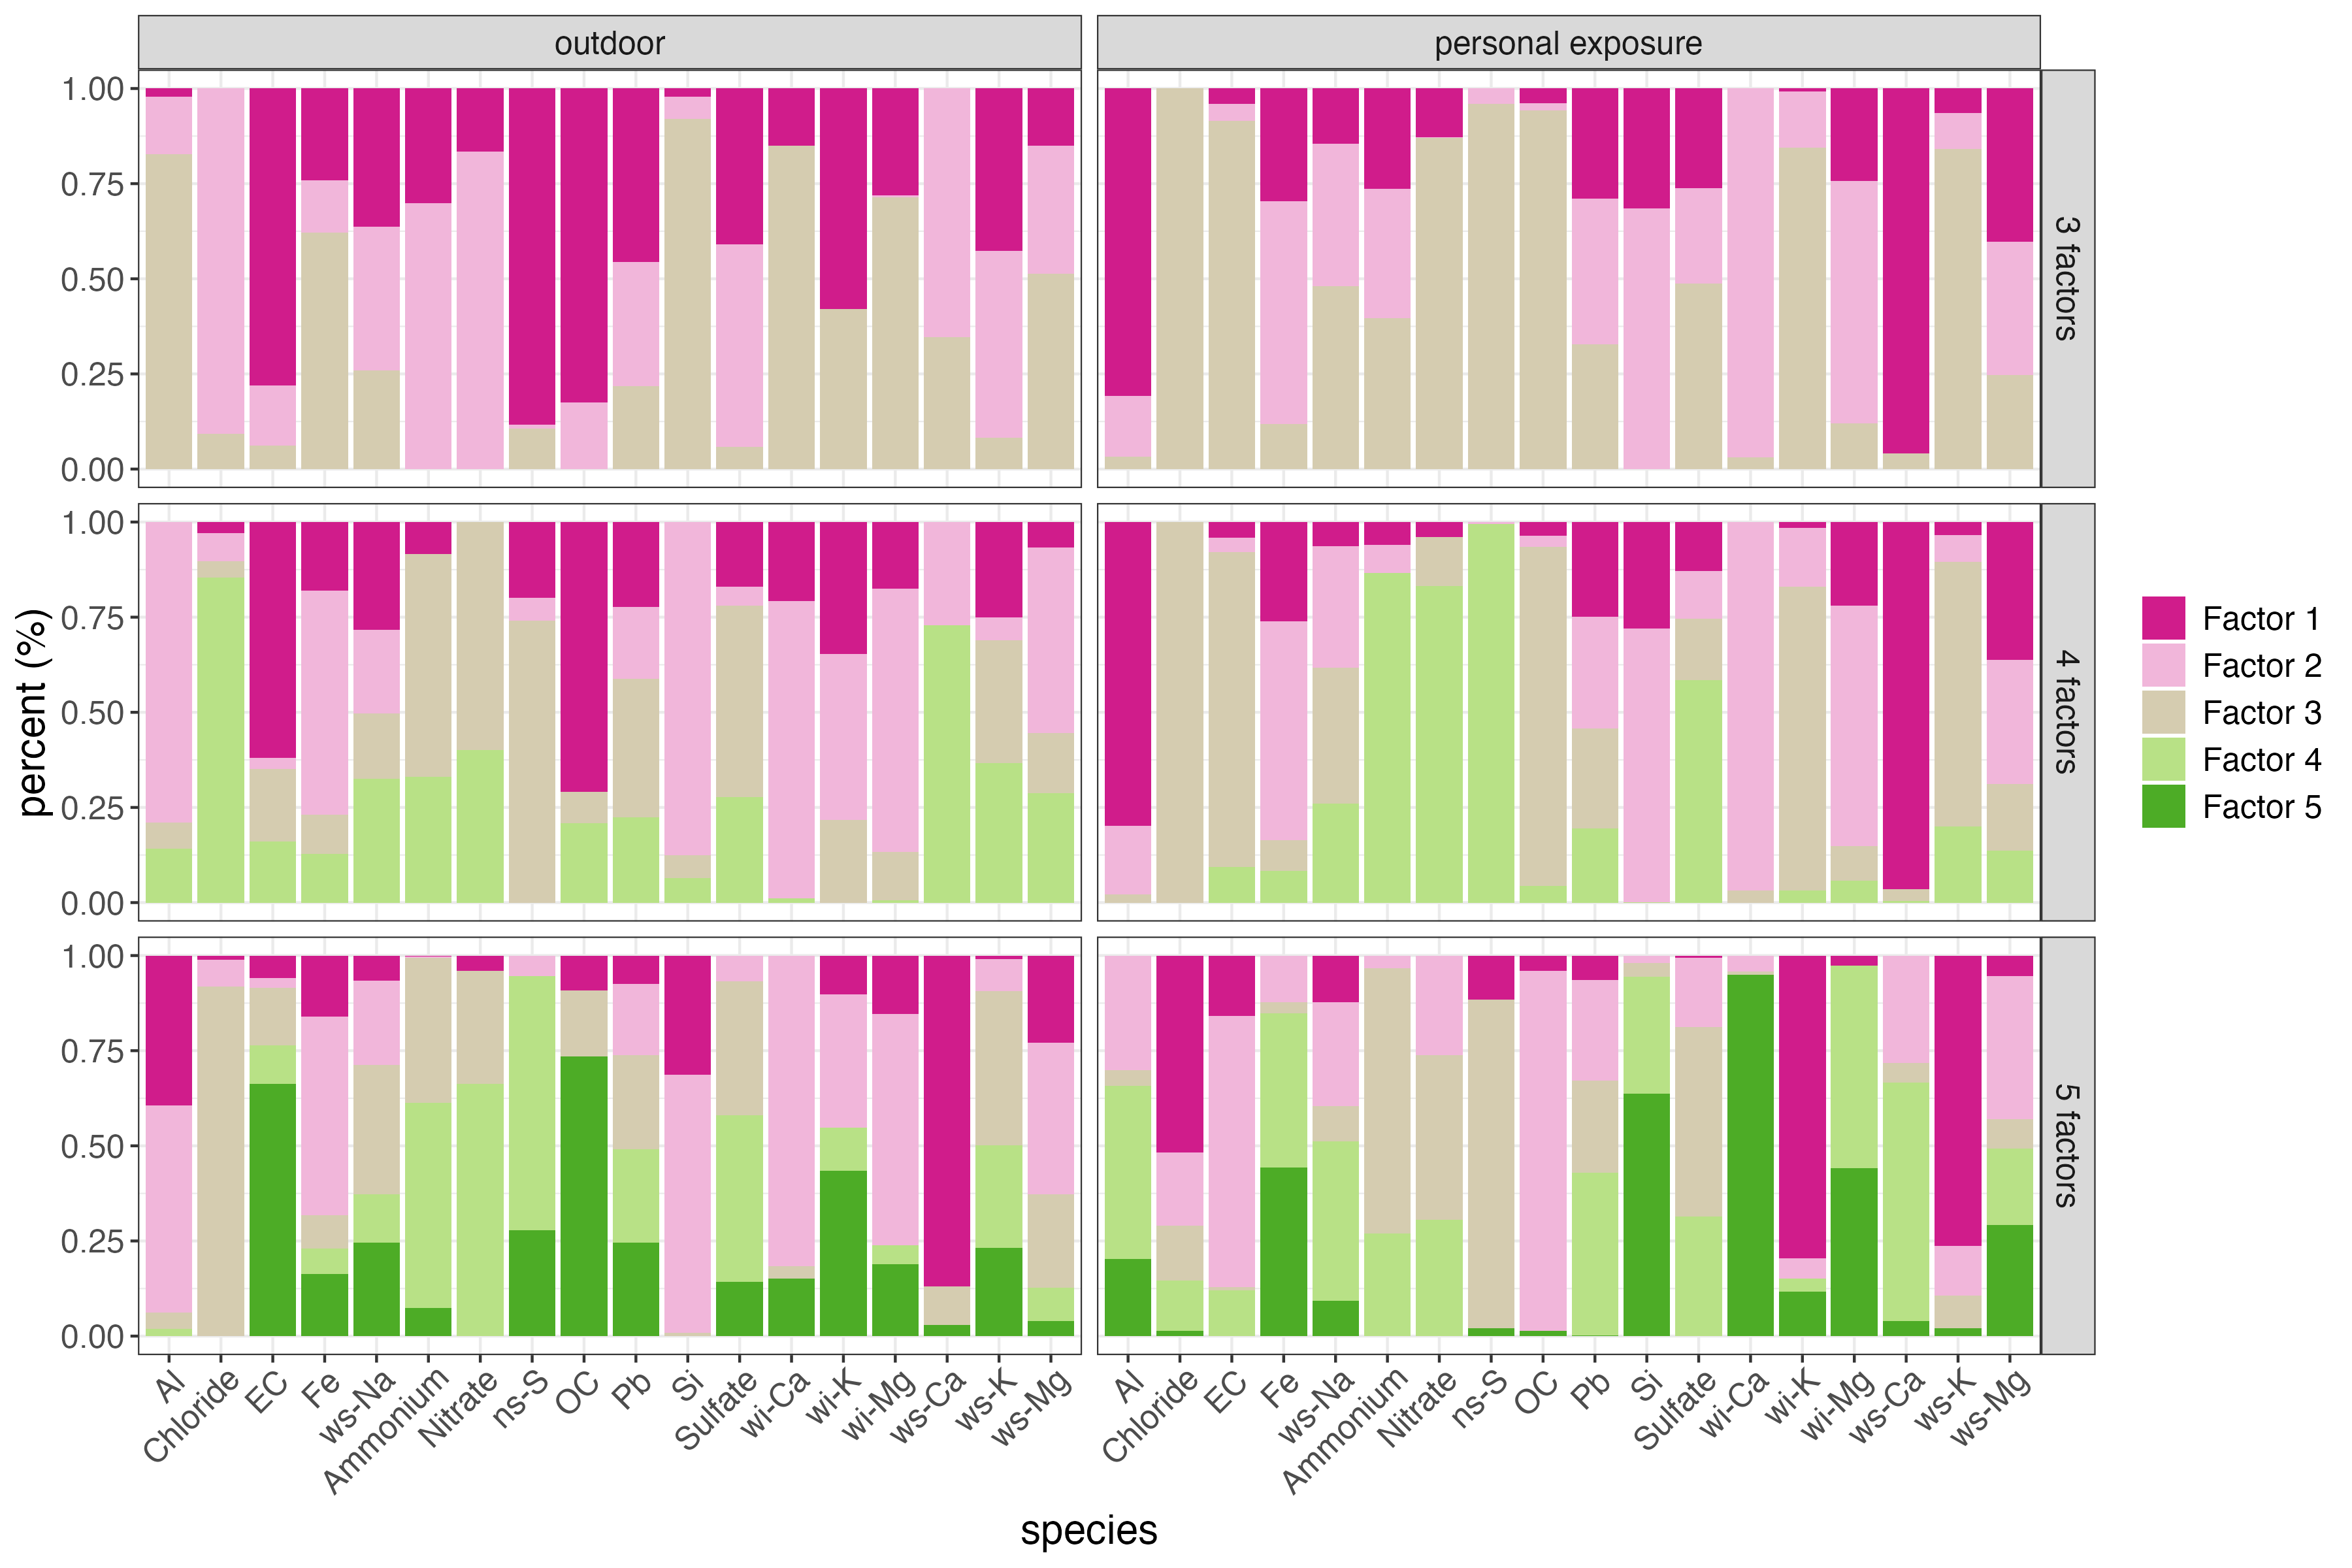 outdoor
personal exposure
percent (%)
1.00
0.75
0.50
0.25
0.00
3 factors
1.00
0.75
0.50
0.25
0.00
4 factors
1.00
0.75
0.50
0.25
0.00
5 factors
Al
Chloride
EC
Fe
ws-Na
Ammonium
Nitrate
ns-S
OC
Pb
Si
Sulfate
wi-Ca
wi-K
wi-Mg
ws-Ca
ws-K
ws-Mg
Al
Chloride
EC
Fe
ws-Na
Ammonium
Nitrate
ns-S
OC
Pb
Si
Sulfate
wi-Ca
wi-K
wi-Mg
ws-Ca
ws-K
ws-Mg
species
Factor 1
Factor 2
Factor 3
Factor 4
Factor 5